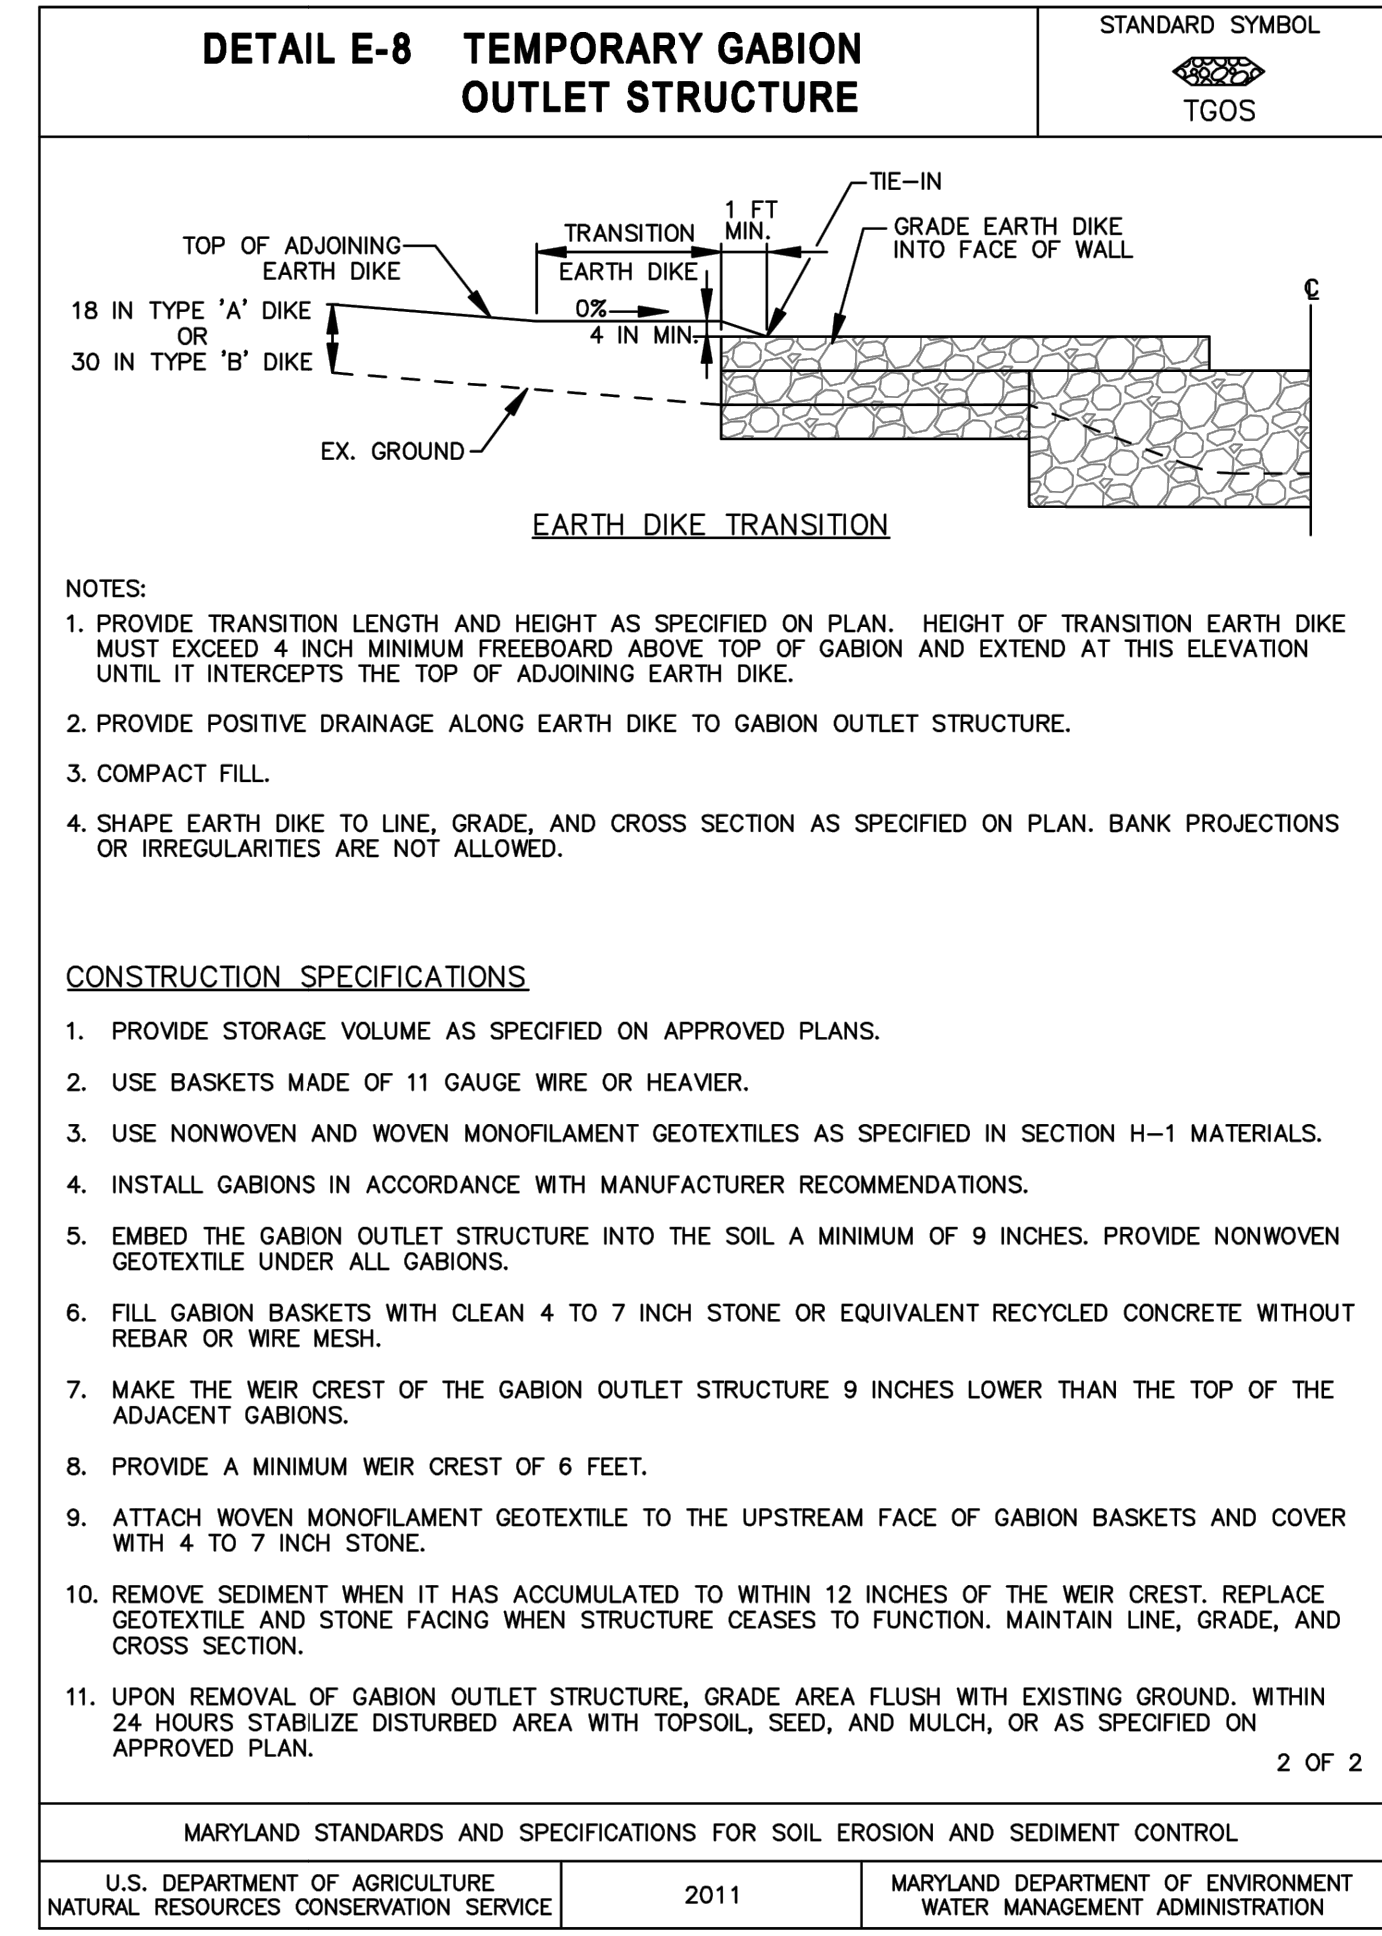 DETAIL E-8 TEMPORARY GABION
OUTLET STRUCTURE
STANDARD SYMBOL
TGOS
TIE-IN
1 FT
MIN.
TRANSITION
GRADE EARTH DIKE
INTO FACE OF WALL
TOP OF ADJOINING
EARTH DIKE
EARTH DIKE
18 IN TYPE 'A' DIKE
OR
30 IN TYPE 'B' DIKE
0%
4 IN MIN.
℄
EX. GROUND
EARTH DIKE TRANSITION
NOTES:
1. PROVIDE TRANSITION LENGTH AND HEIGHT AS SPECIFIED ON PLAN. HEIGHT OF TRANSITION EARTH DIKE
MUST EXCEED 4 INCH MINIMUM FREEBOARD ABOVE TOP OF GABION AND EXTEND AT THIS ELEVATION
UNTIL IT INTERCEPTS THE TOP OF ADJOINING EARTH DIKE.
2. PROVIDE POSITIVE DRAINAGE ALONG EARTH DIKE TO GABION OUTLET STRUCTURE.
3. COMPACT FILL.
4. SHAPE EARTH DIKE TO LINE, GRADE, AND CROSS SECTION AS SPECIFIED ON PLAN. BANK PROJECTIONS
OR IRREGULARITIES ARE NOT ALLOWED.
CONSTRUCTION SPECIFICATIONS
1. PROVIDE STORAGE VOLUME AS SPECIFIED ON APPROVED PLANS.
2. USE BASKETS MADE OF 11 GAUGE WIRE OR HEAVIER.
3. USE NONWOVEN AND WOVEN MONOFILAMENT GEOTEXTILES AS SPECIFIED IN SECTION H-1 MATERIALS.
4. INSTALL GABIONS IN ACCORDANCE WITH MANUFACTURER RECOMMENDATIONS.
5. EMBED THE GABION OUTLET STRUCTURE INTO THE SOIL A MINIMUM OF 9 INCHES. PROVIDE NONWOVEN
GEOTEXTILE UNDER ALL GABIONS.
6. FILL GABION BASKETS WITH CLEAN 4 TO 7 INCH STONE OR EQUIVALENT RECYCLED CONCRETE WITHOUT
REBAR OR WIRE MESH.
7. MAKE THE WEIR CREST OF THE GABION OUTLET STRUCTURE 9 INCHES LOWER THAN THE TOP OF THE
ADJACENT GABIONS.
8. PROVIDE A MINIMUM WEIR CREST OF 6 FEET.
9. ATTACH WOVEN MONOFILAMENT GEOTEXTILE TO THE UPSTREAM FACE OF GABION BASKETS AND COVER
WITH 4 TO 7 INCH STONE.
10. REMOVE SEDIMENT WHEN IT HAS ACCUMULATED TO WITHIN 12 INCHES OF THE WEIR CREST. REPLACE
GEOTEXTILE AND STONE FACING WHEN STRUCTURE CEASES TO FUNCTION. MAINTAIN LINE, GRADE, AND
CROSS SECTION.
11. UPON REMOVAL OF GABION OUTLET STRUCTURE, GRADE AREA FLUSH WITH EXISTING GROUND. WITHIN
24 HOURS STABILIZE DISTURBED AREA WITH TOPSOIL, SEED, AND MULCH, OR AS SPECIFIED ON
APPROVED PLAN.
2 OF 2
MARYLAND STANDARDS AND SPECIFICATIONS FOR SOIL EROSION AND SEDIMENT CONTROL
U.S. DEPARTMENT OF AGRICULTURE
NATURAL RESOURCES CONSERVATION SERVICE
2011
MARYLAND DEPARTMENT OF ENVIRONMENT
WATER MANAGEMENT ADMINISTRATION